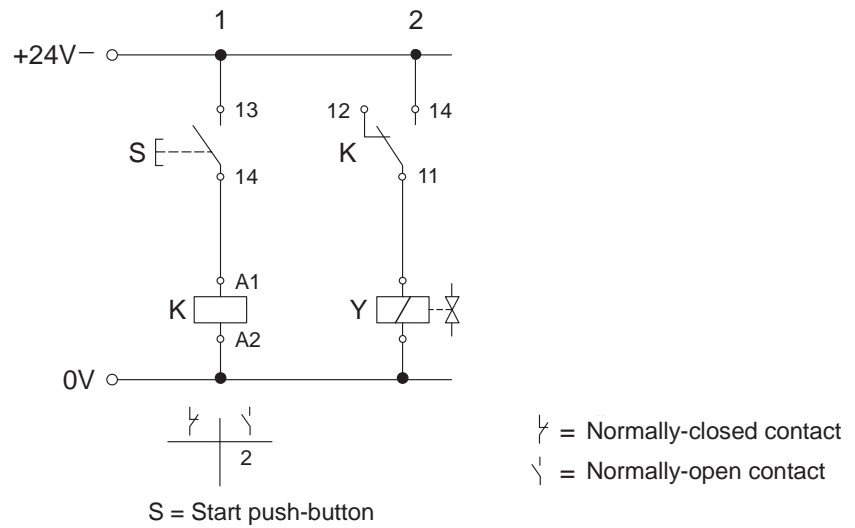 1 2
+24V
13 12 14
S K
14 11
A1
K Y
A2
0V
2
= Normally-closed contact
= Normally-open contact
S = Start push-button